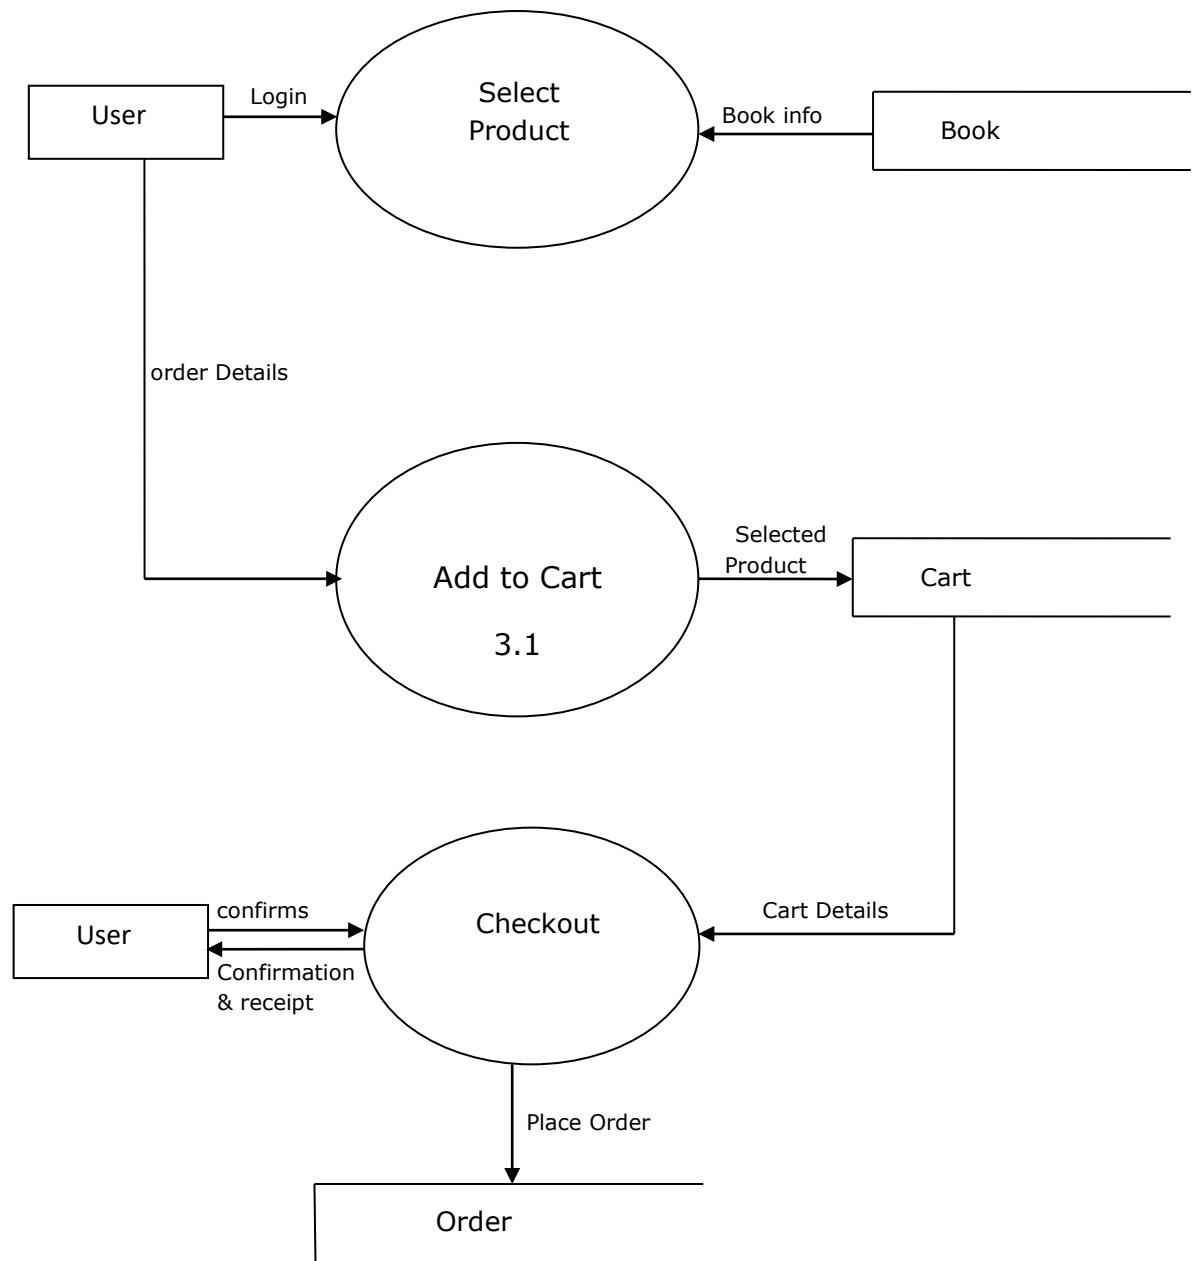 User
Login
Select
Product
Book info
Book
order Details
Add to Cart
3.1
Selected
Product
Cart
User
confirms
Confirmation
& receipt
Checkout
Cart Details
Place Order
Order